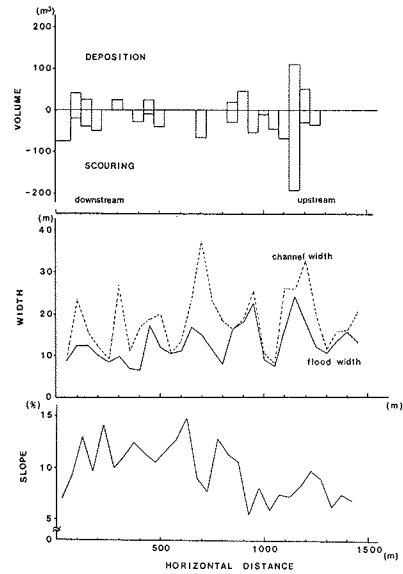 (m³)
200
DEPOSITION
100
VOLUME
0
-100
SCOURING
-200
downstream
upstream
(m)
40
channel width
30
WIDTH
20
10
flood width
0
(%)
(m)
15
10
SLOPE
5
0
500
1000
1500
(m)
HORIZONTAL DISTANCE